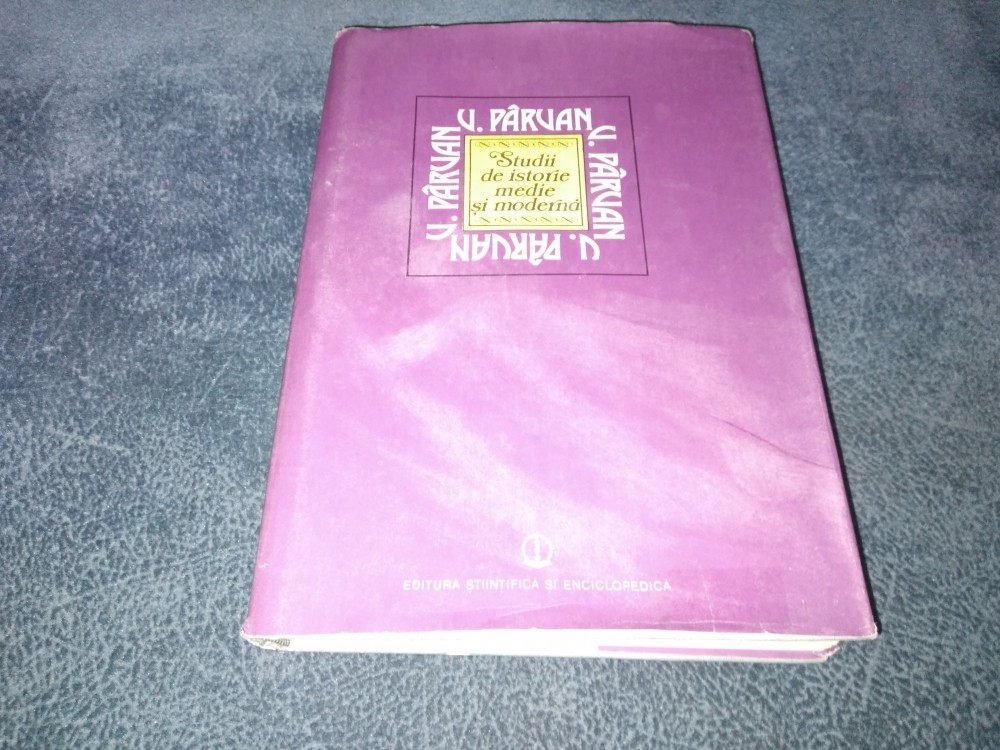 V. PÂRVAN
V. PÂRVAN
V. PÂRVAN
V. PÂRVAN
Studii
de istorie
medie
și modernă
EDITURA ȘTIINȚIFICĂ ȘI ENCICLOPEDICĂ